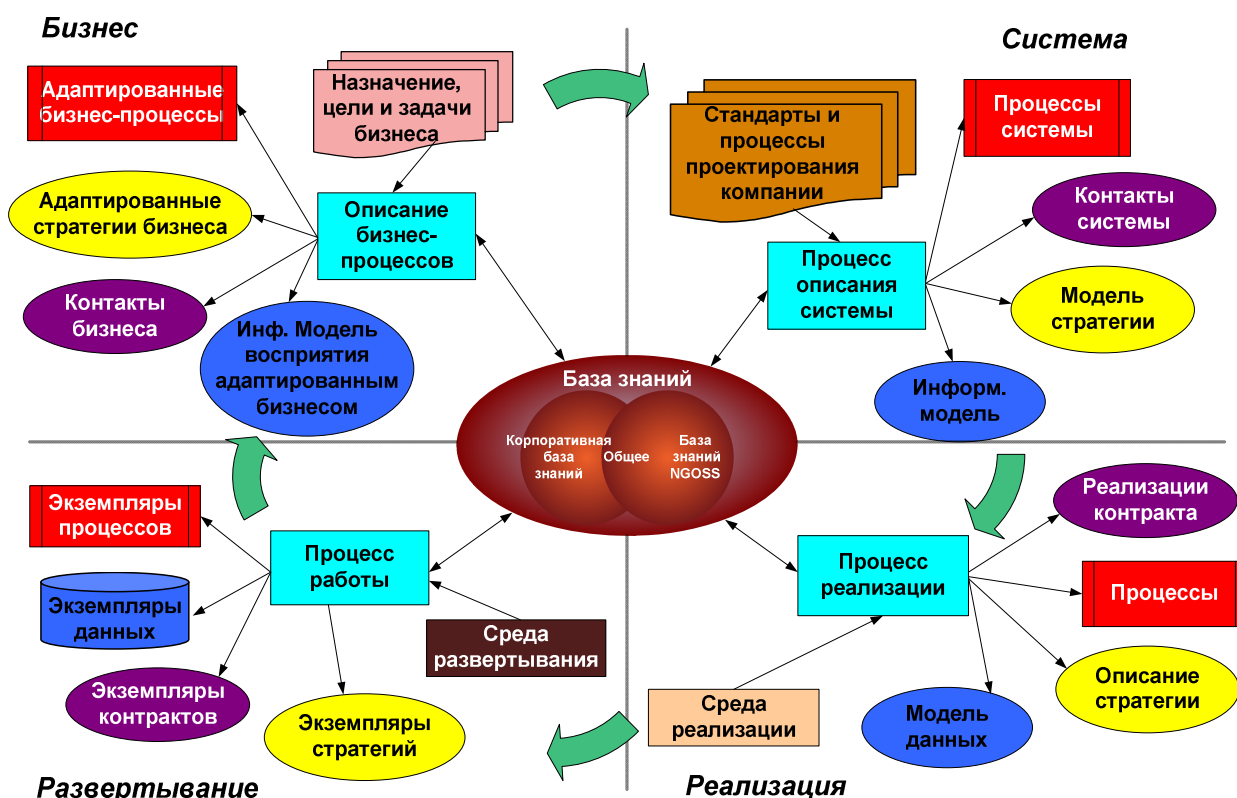 Бизнес
Адаптированные
бизнес-процессы
Назначение,
цели и задачи
бизнеса
Адаптированные
стратегии бизнеса
Описание
бизнес-
процессов
Контакты
бизнеса
Инф. Модель
восприятия
адаптированным
бизнесом
Система
Стандарты и
процессы
проектирования
компании
Процессы
системы
Контакты
системы
Процесс
описания
системы
Модель
стратегии
Информ.
модель
База знаний
Корпоративная
база
знаний
Общее
База
знаний
NGOSS
Экземпляры
процессов
Процесс
работы
Экземпляры
данных
Среда
развертывания
Экземпляры
контрактов
Экземпляры
стратегий
Развертывание
Реализации
контракта
Процесс
реализации
Процессы
Описание
стратегии
Среда
реализации
Модель
данных
Реализация